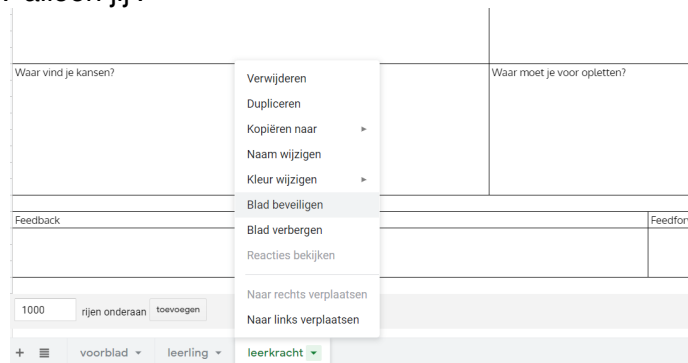 Waar vind je kansen?
Waar moet je voor opletten?
Verwijderen
Dupliceren
Kopiëren naar
Naam wijzigen
Kleur wijzigen
Blad beveiligen
Blad verbergen
Reacties bekijken
Naar rechts verplaatsen
Naar links verplaatsen
Feedback
1000 rijen onderaan toevoegen
voorblad leerling leerkracht